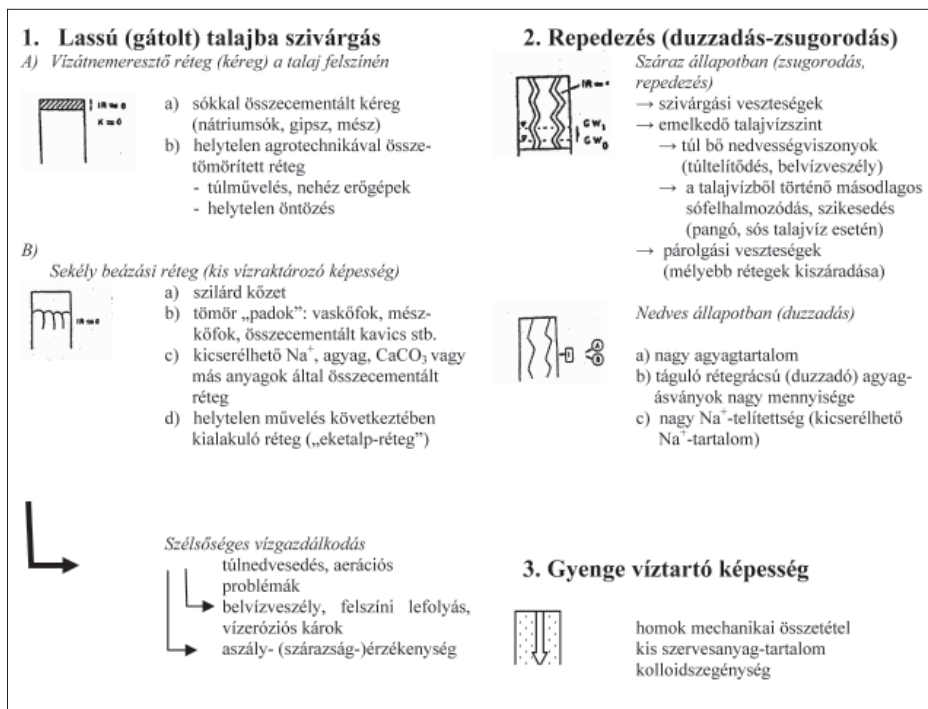 1. Lassú (gátolt) talajba szivárgás
A) Vízátnemeresztő réteg (kéreg) a talaj felszínén
IR = 0
K = 0
a) sókkal összecementált kéreg
(nátriumsók, gipsz, mész)
b) helytelen agrotechnikával össze-
tömörített réteg
- túlművelés, nehéz erőgépek
- helytelen öntözés
B)
Sekély beázási réteg (kis vízraktározó képesség)
IR = 0
a) szilárd kőzet
b) tömör „padok”: vaskőfok, mész-
kőfok, összecementált kavics stb.
c) kicserélhető Na⁺, agyag, CaCO₃ vagy
más anyagok által összecementált
réteg
d) helytelen művelés következtében
kialakuló réteg („eketalp-réteg”)
Szélsőséges vízgazdálkodás
túlnedvesedés, aerációs
problémák
belvízveszély, felszíni lefolyás,
vízeróziós károk
aszály- (szárazság-)érzékenység
2. Repedezés (duzzadás-zsugorodás)
Száraz állapotban (zsugorodás,
repedezés)
IR =
GW₁
GW₀
→ szivárgási veszteségek
→ emelkedő talajvízszint
→ túl bő nedvességviszonyok
(túltelítődés, belvízveszély)
→ a talajvízből történő másodlagos
sófelhalmozódás, szikesedés
(pangó, sós talajvíz esetén)
→ párolgási veszteségek
(mélyebb rétegek kiszáradása)
Nedves állapotban (duzzadás)
A
B
a) nagy agyagtartalom
b) táguló rétegrácsú (duzzadó) agyag-
ásványok nagy mennyisége
c) nagy Na⁺-telítettség (kicserélhető
Na⁺-tartalom)
3. Gyenge víztartó képesség
homok mechanikai összetétel
kis szervesanyag-tartalom
kolloidszegénység